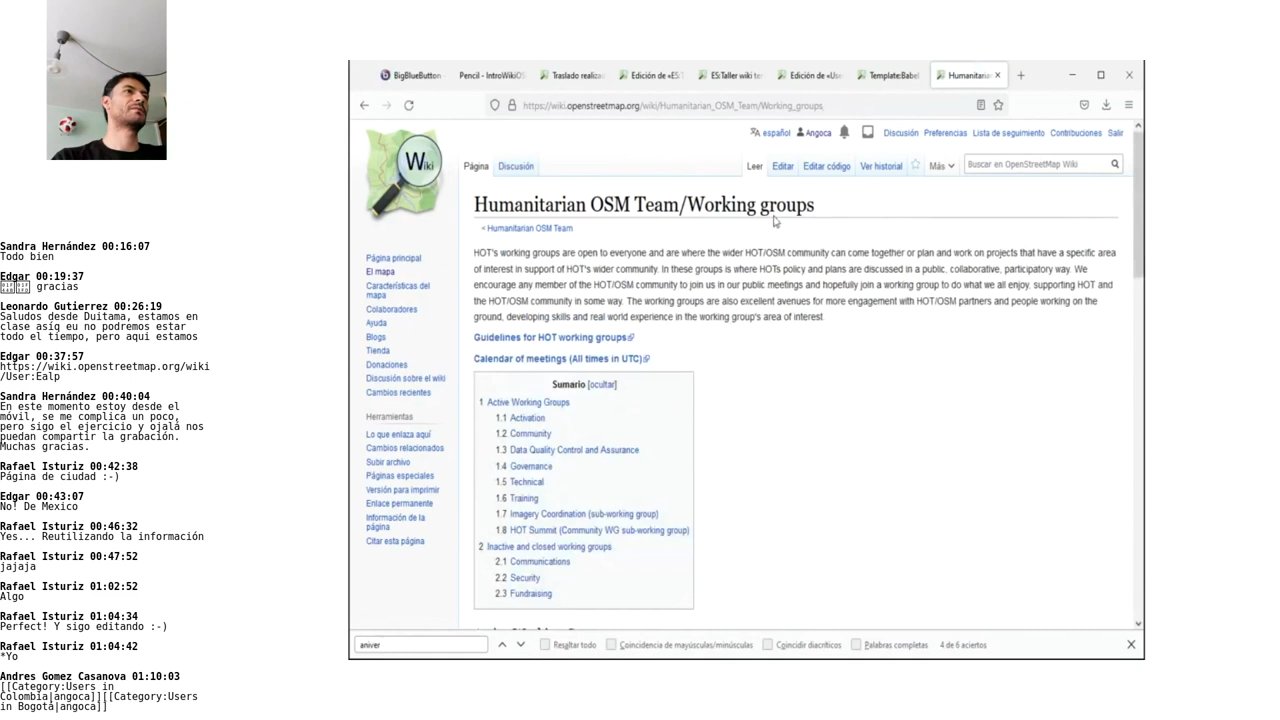 Sandra Hernández 00:16:07
Todo bien
Edgar 00:19:37
gracias
Leonardo Gutierrez 00:26:19
Saludos desde Duitama, estamos en
clase asíg eu no podremos estar
todo el tiempo, pero aqui estamos
Edgar 00:37:57
https://wiki.openstreetmap.org/wiki
/User:Ealp
Sandra Hernández 00:40:04
En este momento estoy desde el
móvil, se me complica un poco,
pero sigo el ejercicio y ojalá nos
puedan compartir la grabación.
Muchas gracias.
Rafael Isturiz 00:42:38
Página de ciudad :-)
Edgar 00:43:07
No! De Mexico
Rafael Isturiz 00:46:32
Yes... Reutilizando la información
Rafael Isturiz 00:47:52
jajaja
Rafael Isturiz 01:02:52
Algo
Rafael Isturiz 01:04:34
Perfect! Y sigo editando :-)
Rafael Isturiz 01:04:42
*Yo
Andres Gomez Casanova 01:10:03
[[Category:Users in
Colombia|angoca]][[Category:Users
in Bogotá|angoca]]
BigBlueButton Pencil - IntroWikiOS Traslado realizad Edición de «ES:T ES:Taller wiki te Edición de «Use Template:Babel Humanitaria
https://wiki.openstreetmap.org/wiki/Humanitarian_OSM_Team/Working_groups
español Angoca Discusión Preferencias Lista de seguimiento Contribuciones Salir
Wiki
Página Discusión Leer Editar Editar código Ver historial Más Buscar en OpenStreetMap Wiki
Humanitarian OSM Team/Working groups
< Humanitarian OSM Team
HOT's working groups are open to everyone and are where the wider HOT/OSM community can come together or plan and work on projects that have a specific area
of interest in support of HOT's wider community. In these groups is where HOTs policy and plans are discussed in a public, collaborative, participatory way. We
encourage any member of the HOT/OSM community to join us in our public meetings and hopefully join a working group to do what we all enjoy, supporting HOT and
the HOT/OSM community in some way. The working groups are also excellent avenues for more engagement with HOT/OSM partners and people working on the
ground, developing skills and real world experience in the working group's area of interest.
Guidelines for HOT working groups
Calendar of meetings (All times in UTC)
Sumario [ocultar]
1 Active Working Groups
1.1 Activation
1.2 Community
1.3 Data Quality Control and Assurance
1.4 Governance
1.5 Technical
1.6 Training
1.7 Imagery Coordination (sub-working group)
1.8 HOT Summit (Community WG sub-working group)
2 Inactive and closed working groups
2.1 Communications
2.2 Security
2.3 Fundraising
Página principal
El mapa
Características del
mapa
Colaboradores
Ayuda
Blogs
Tienda
Donaciones
Discusión sobre el wiki
Cambios recientes
Herramientas
Lo que enlaza aquí
Cambios relacionados
Subir archivo
Páginas especiales
Versión para imprimir
Enlace permanente
Información de la
página
Citar esta página
aniver Resaltar todo Coincidencia de mayúsculas/minúsculas Coincidir diacríticos Palabras completas 4 de 6 aciertos